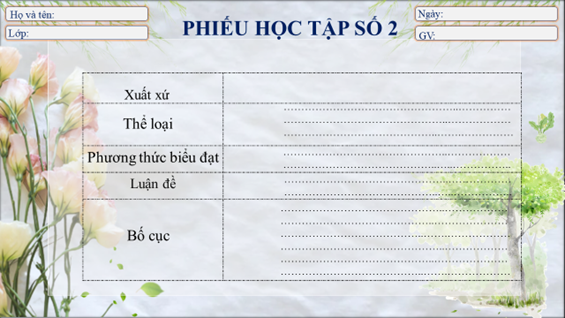 Họ và tên:
Lớp:
PHIẾU HỌC TẬP SỐ 2
Ngày:
GV:
Xuất xứ
Thể loại
Phương thức biểu đạt
Luận đề
Bố cục